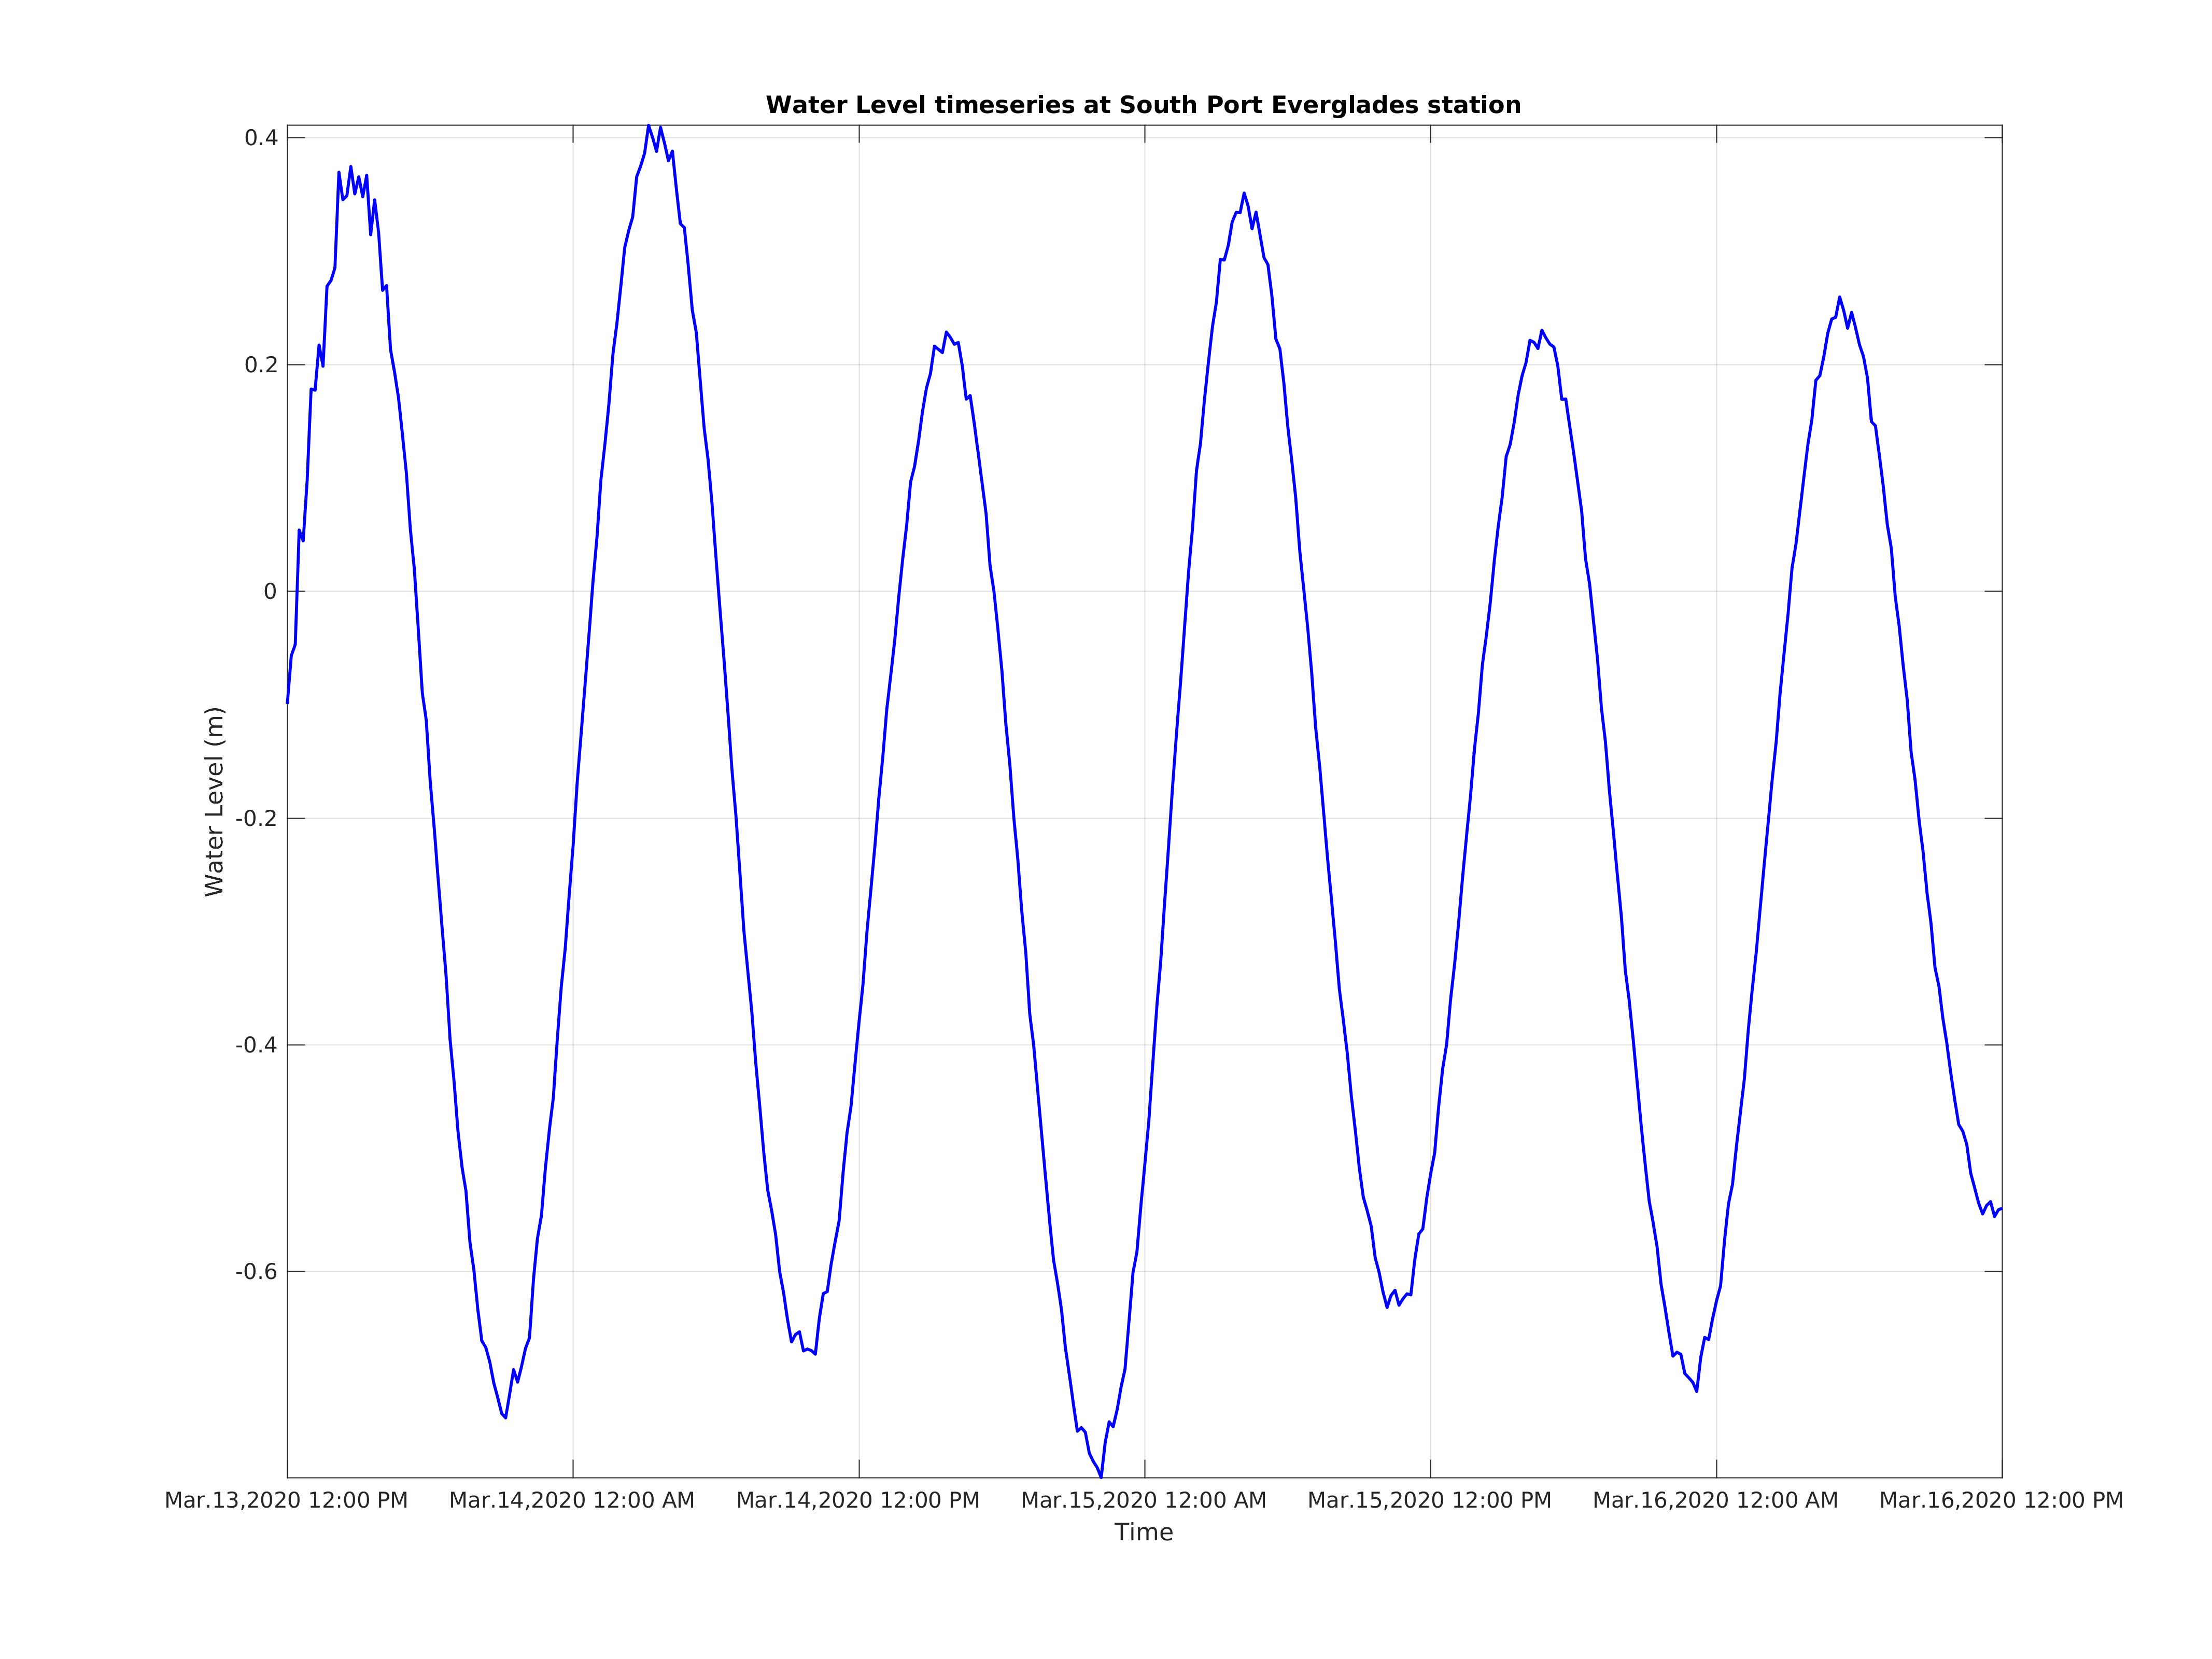 Water Level timeseries at South Port Everglades station
0.4
0.2
0
-0.2
-0.4
-0.6
Water Level (m)
Mar.13,2020 12:00 PM Mar.14,2020 12:00 AM Mar.14,2020 12:00 PM Mar.15,2020 12:00 AM Mar.15,2020 12:00 PM Mar.16,2020 12:00 AM Mar.16,2020 12:00 PM
Time